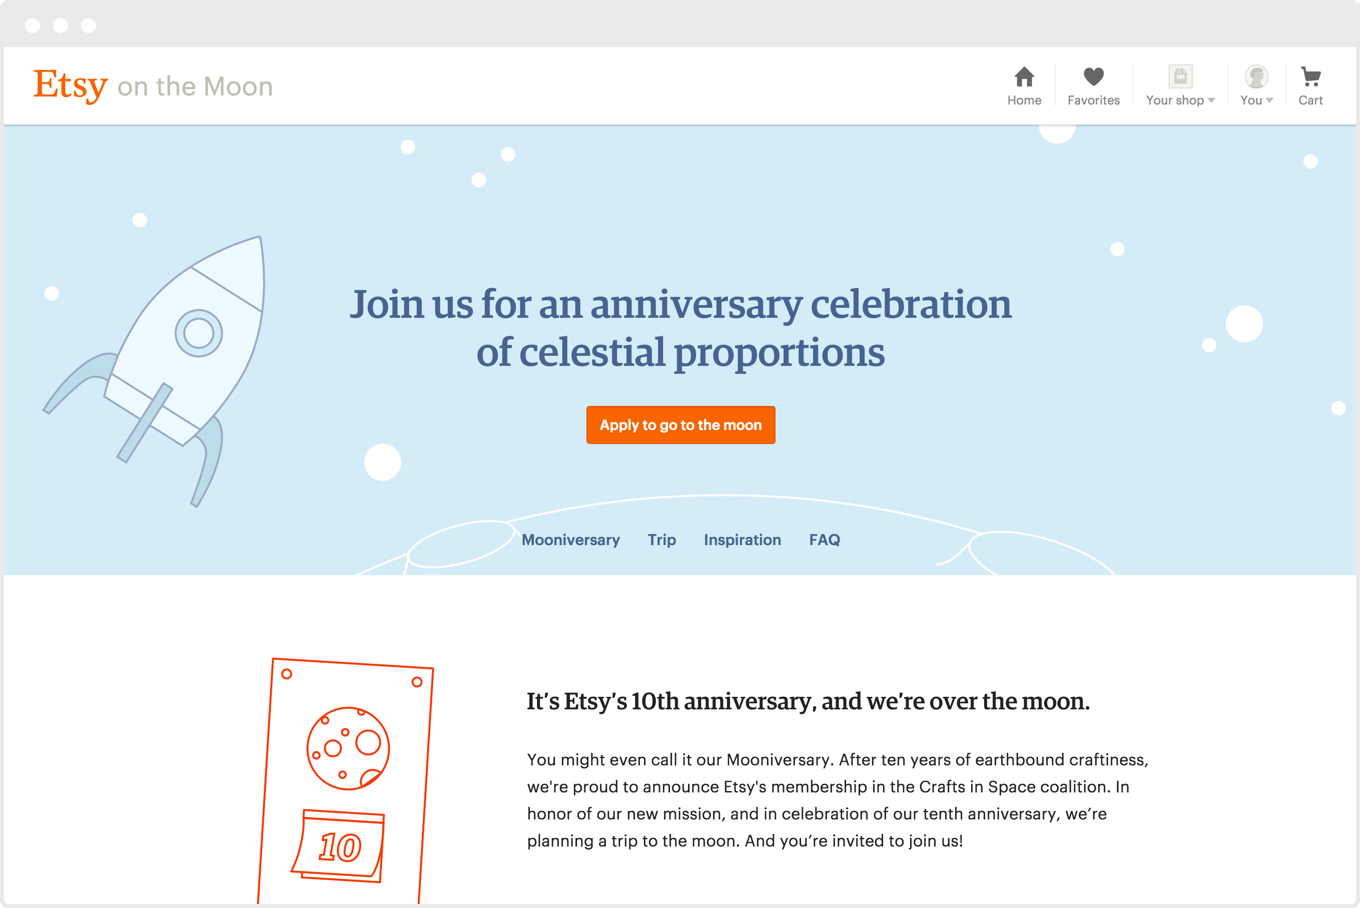 Etsy on the Moon
Home
Favorites
Your shop
You
Cart
Join us for an anniversary celebration
of celestial proportions
Apply to go to the moon
Mooniversary
Trip
Inspiration
FAQ
10
It’s Etsy’s 10th anniversary, and we’re over the moon.
You might even call it our Mooniversary. After ten years of earthbound craftiness,
we're proud to announce Etsy's membership in the Crafts in Space coalition. In
honor of our new mission, and in celebration of our tenth anniversary, we’re
planning a trip to the moon. And you’re invited to join us!